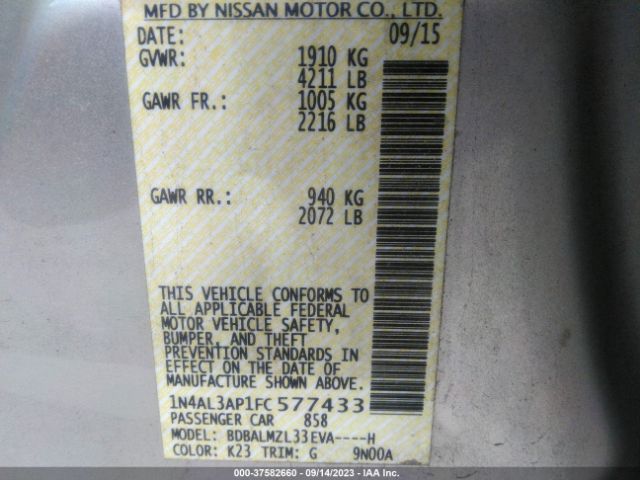 MFD BY NISSAN MOTOR CO., LTD.
DATE: 09/15
GVWR: 1910 KG
4211 LB
GAWR FR.: 1005 KG
2216 LB
GAWR RR.: 940 KG
2072 LB
THIS VEHICLE CONFORMS TO
ALL APPLICABLE FEDERAL
MOTOR VEHICLE SAFETY,
BUMPER, AND THEFT
PREVENTION STANDARDS IN
EFFECT ON THE DATE OF
MANUFACTURE SHOWN ABOVE.
1N4AL3AP1FC577433
PASSENGER CAR 858
MODEL: BDBALMZL33EVA----H
COLOR: K23 TRIM: G 9N00A
000-37582660 - 09/14/2023 - IAA Inc.